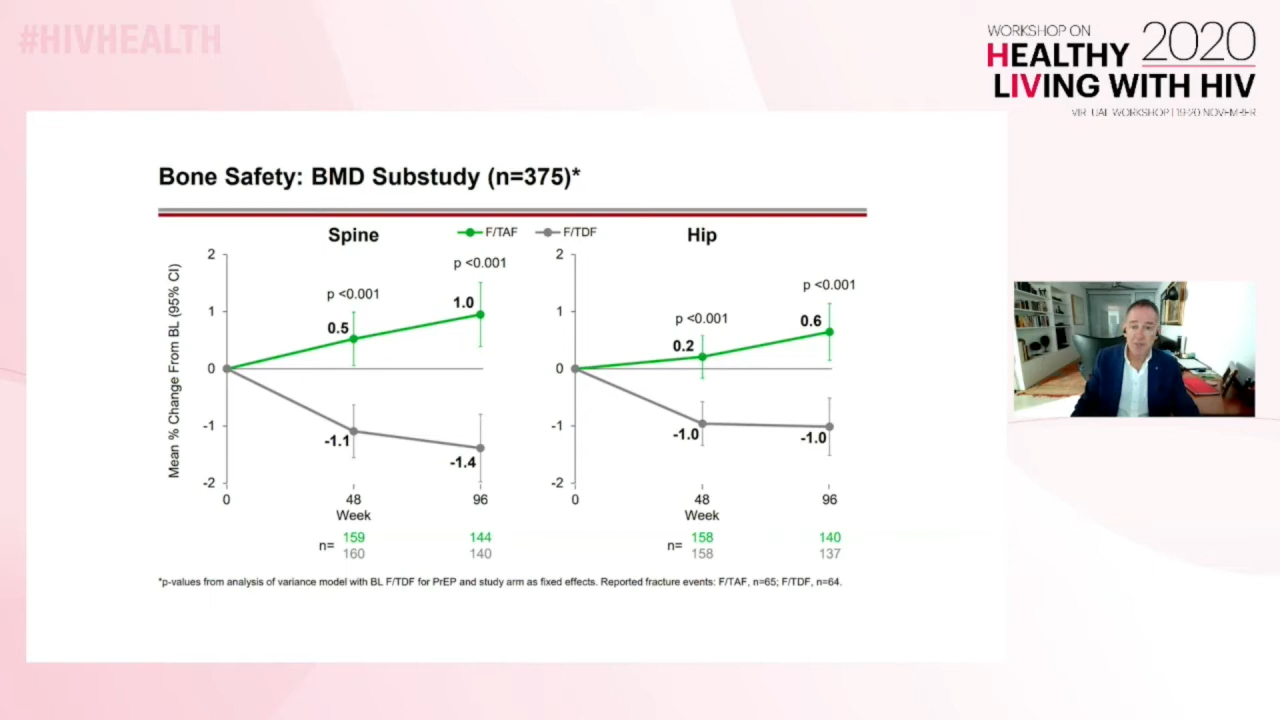 #HIVHEALTH
WORKSHOP ON
HEALTHY 2020
LIVING WITH HIV
VIRTUAL WORKSHOP | 19-20 NOVEMBER
Bone Safety: BMD Substudy (n=375)*
F/TAF F/TDF
Spine
Mean % Change From BL (95% CI)
2
1
0
-1
-2
p <0.001
p <0.001
0.5
1.0
-1.1
-1.4
0 48 96
Week
n= 159 144
160 140
Hip
2
1
0
-1
-2
p <0.001
p <0.001
0.2
0.6
-1.0
-1.0
0 48 96
Week
n= 158 140
158 137
*p-values from analysis of variance model with BL F/TDF for PrEP and study arm as fixed effects. Reported fracture events: F/TAF, n=65; F/TDF, n=64.